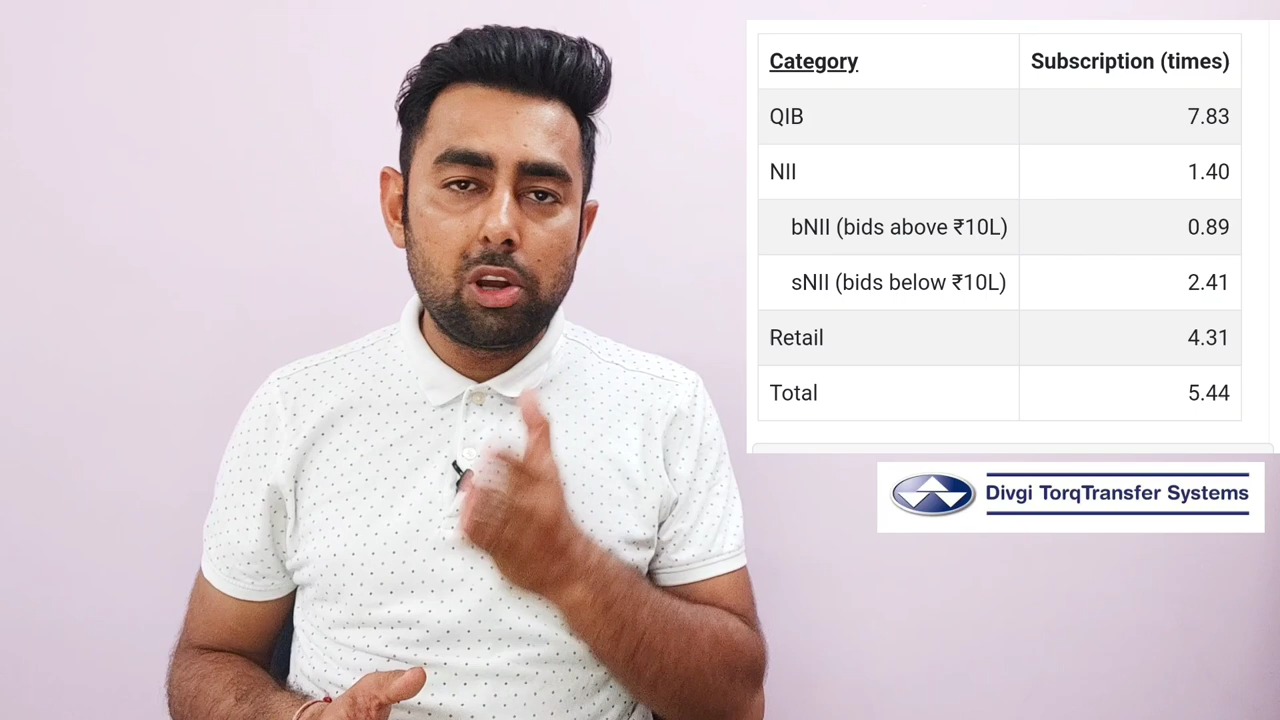 Category Subscription (times)
QIB 7.83
NII 1.40
bNII (bids above ₹10L) 0.89
sNII (bids below ₹10L) 2.41
Retail 4.31
Total 5.44
Divgi TorqTransfer Systems